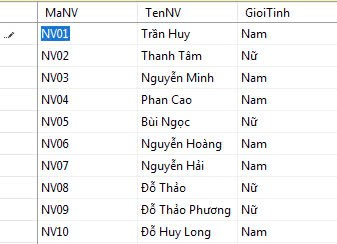 MaNV TenNV GioiTinh
NV01 Trần Huy Nam
NV02 Thanh Tâm Nữ
NV03 Nguyễn Minh Nam
NV04 Phan Cao Nam
NV05 Bùi Ngọc Nữ
NV06 Nguyễn Hoàng Nam
NV07 Nguyễn Hải Nam
NV08 Đỗ Thảo Nữ
NV09 Đỗ Thảo Phương Nữ
NV10 Đỗ Huy Long Nam